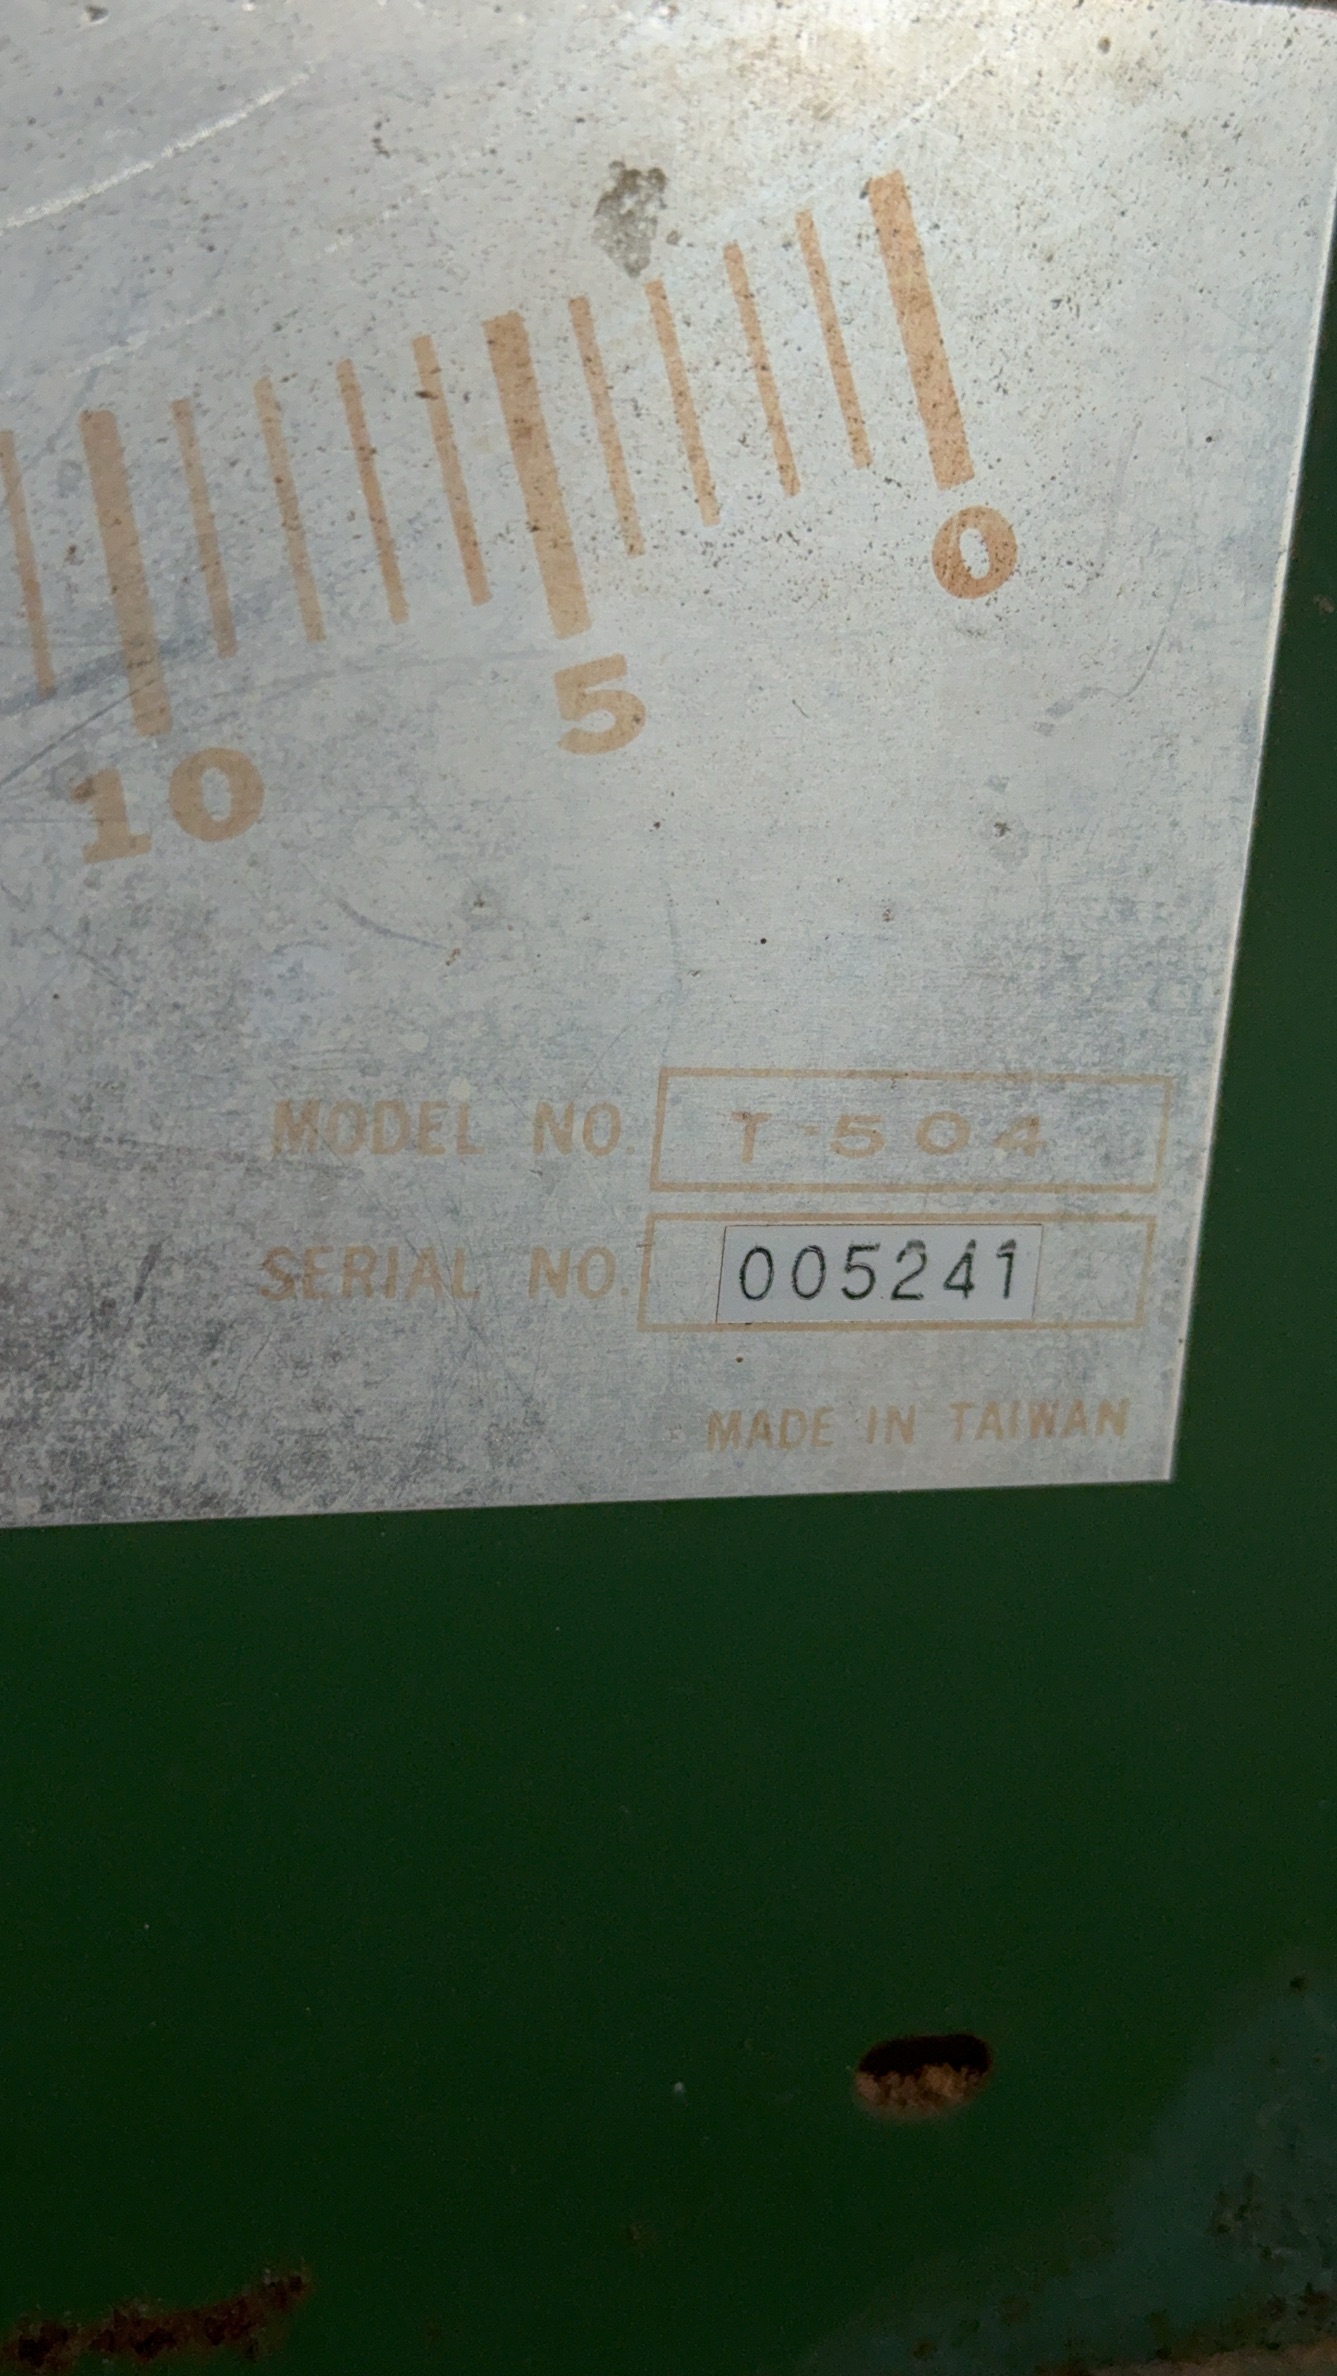 0
5
10
MODEL NO. T-504
SERIAL NO. 005241
MADE IN TAIWAN